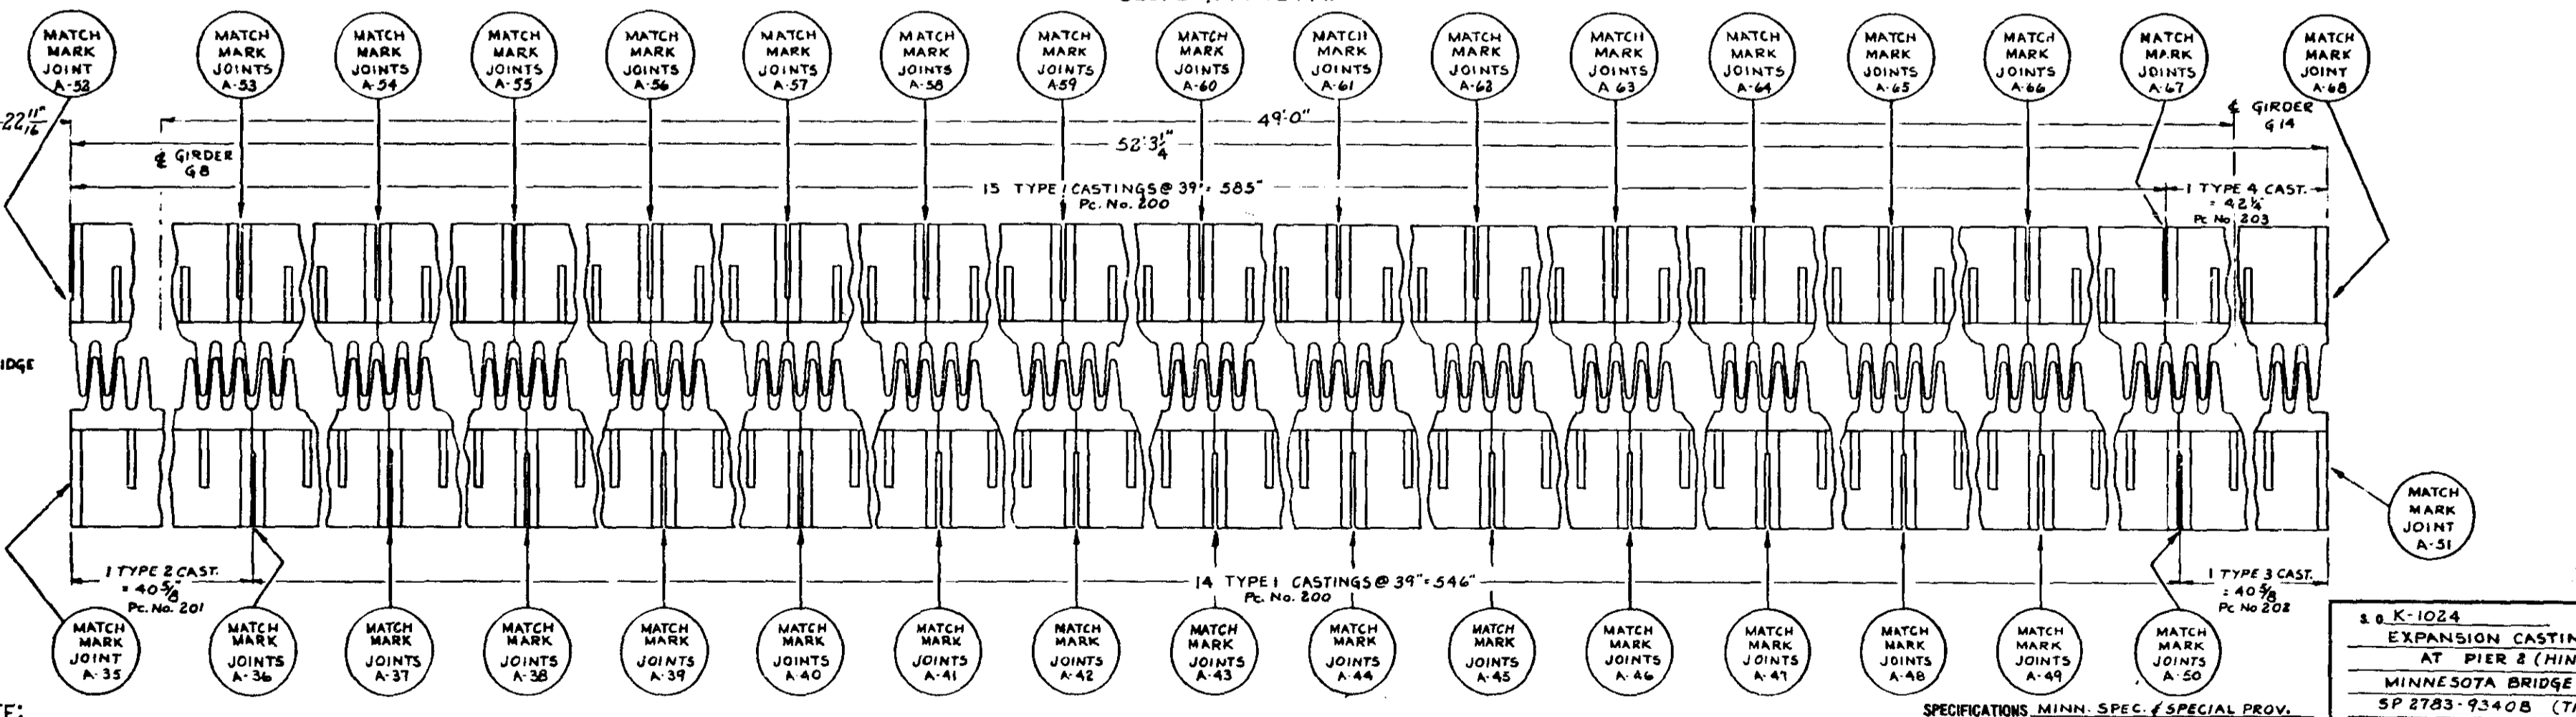 MATCH
MARK
JOINT
A-52
MATCH
MARK
JOINTS
A-53
MATCH
MARK
JOINTS
A-54
MATCH
MARK
JOINTS
A-55
MATCH
MARK
JOINTS
A-56
MATCH
MARK
JOINTS
A-57
MATCH
MARK
JOINTS
A-58
MATCH
MARK
JOINTS
A-59
MATCH
MARK
JOINTS
A-60
MATCH
MARK
JOINTS
A-61
MATCH
MARK
JOINTS
A-62
MATCH
MARK
JOINTS
A 63
MATCH
MARK
JOINTS
A-64
MATCH
MARK
JOINTS
A-65
MATCH
MARK
JOINTS
A-66
MATCH
MARK
JOINTS
A-67
MATCH
MARK
JOINT
A-68
22 11/16"
49'-0"
℄ GIRDER
G14
52'-3 1/4"
℄ GIRDER
G8
15 TYPE 1 CASTINGS @ 39" = 585"
Pc. No. 200
1 TYPE 4 CAST.
= 42 1/4"
Pc No 203
IDGE
MATCH
MARK
JOINT
A-51
1 TYPE 2 CAST.
= 40 5/8"
Pc. No. 201
14 TYPE 1 CASTINGS @ 39" = 546"
Pc. No. 200
1 TYPE 3 CAST.
= 40 5/8"
Pc No 202
MATCH
MARK
JOINT
A-35
MATCH
MARK
JOINTS
A-36
MATCH
MARK
JOINTS
A-37
MATCH
MARK
JOINTS
A-38
MATCH
MARK
JOINTS
A-39
MATCH
MARK
JOINTS
A-40
MATCH
MARK
JOINTS
A-41
MATCH
MARK
JOINTS
A-42
MATCH
MARK
JOINTS
A-43
MATCH
MARK
JOINTS
A-44
MATCH
MARK
JOINTS
A-45
MATCH
MARK
JOINTS
A-46
MATCH
MARK
JOINTS
A-47
MATCH
MARK
JOINTS
A-48
MATCH
MARK
JOINTS
A-49
MATCH
MARK
JOINTS
A-50
S.O. K-1024
EXPANSION CASTIN
AT PIER 2 (HIN
MINNESOTA BRIDGE
SP 2783-9340B (T
TE:
SPECIFICATIONS MINN. SPEC. & SPECIAL PROV.